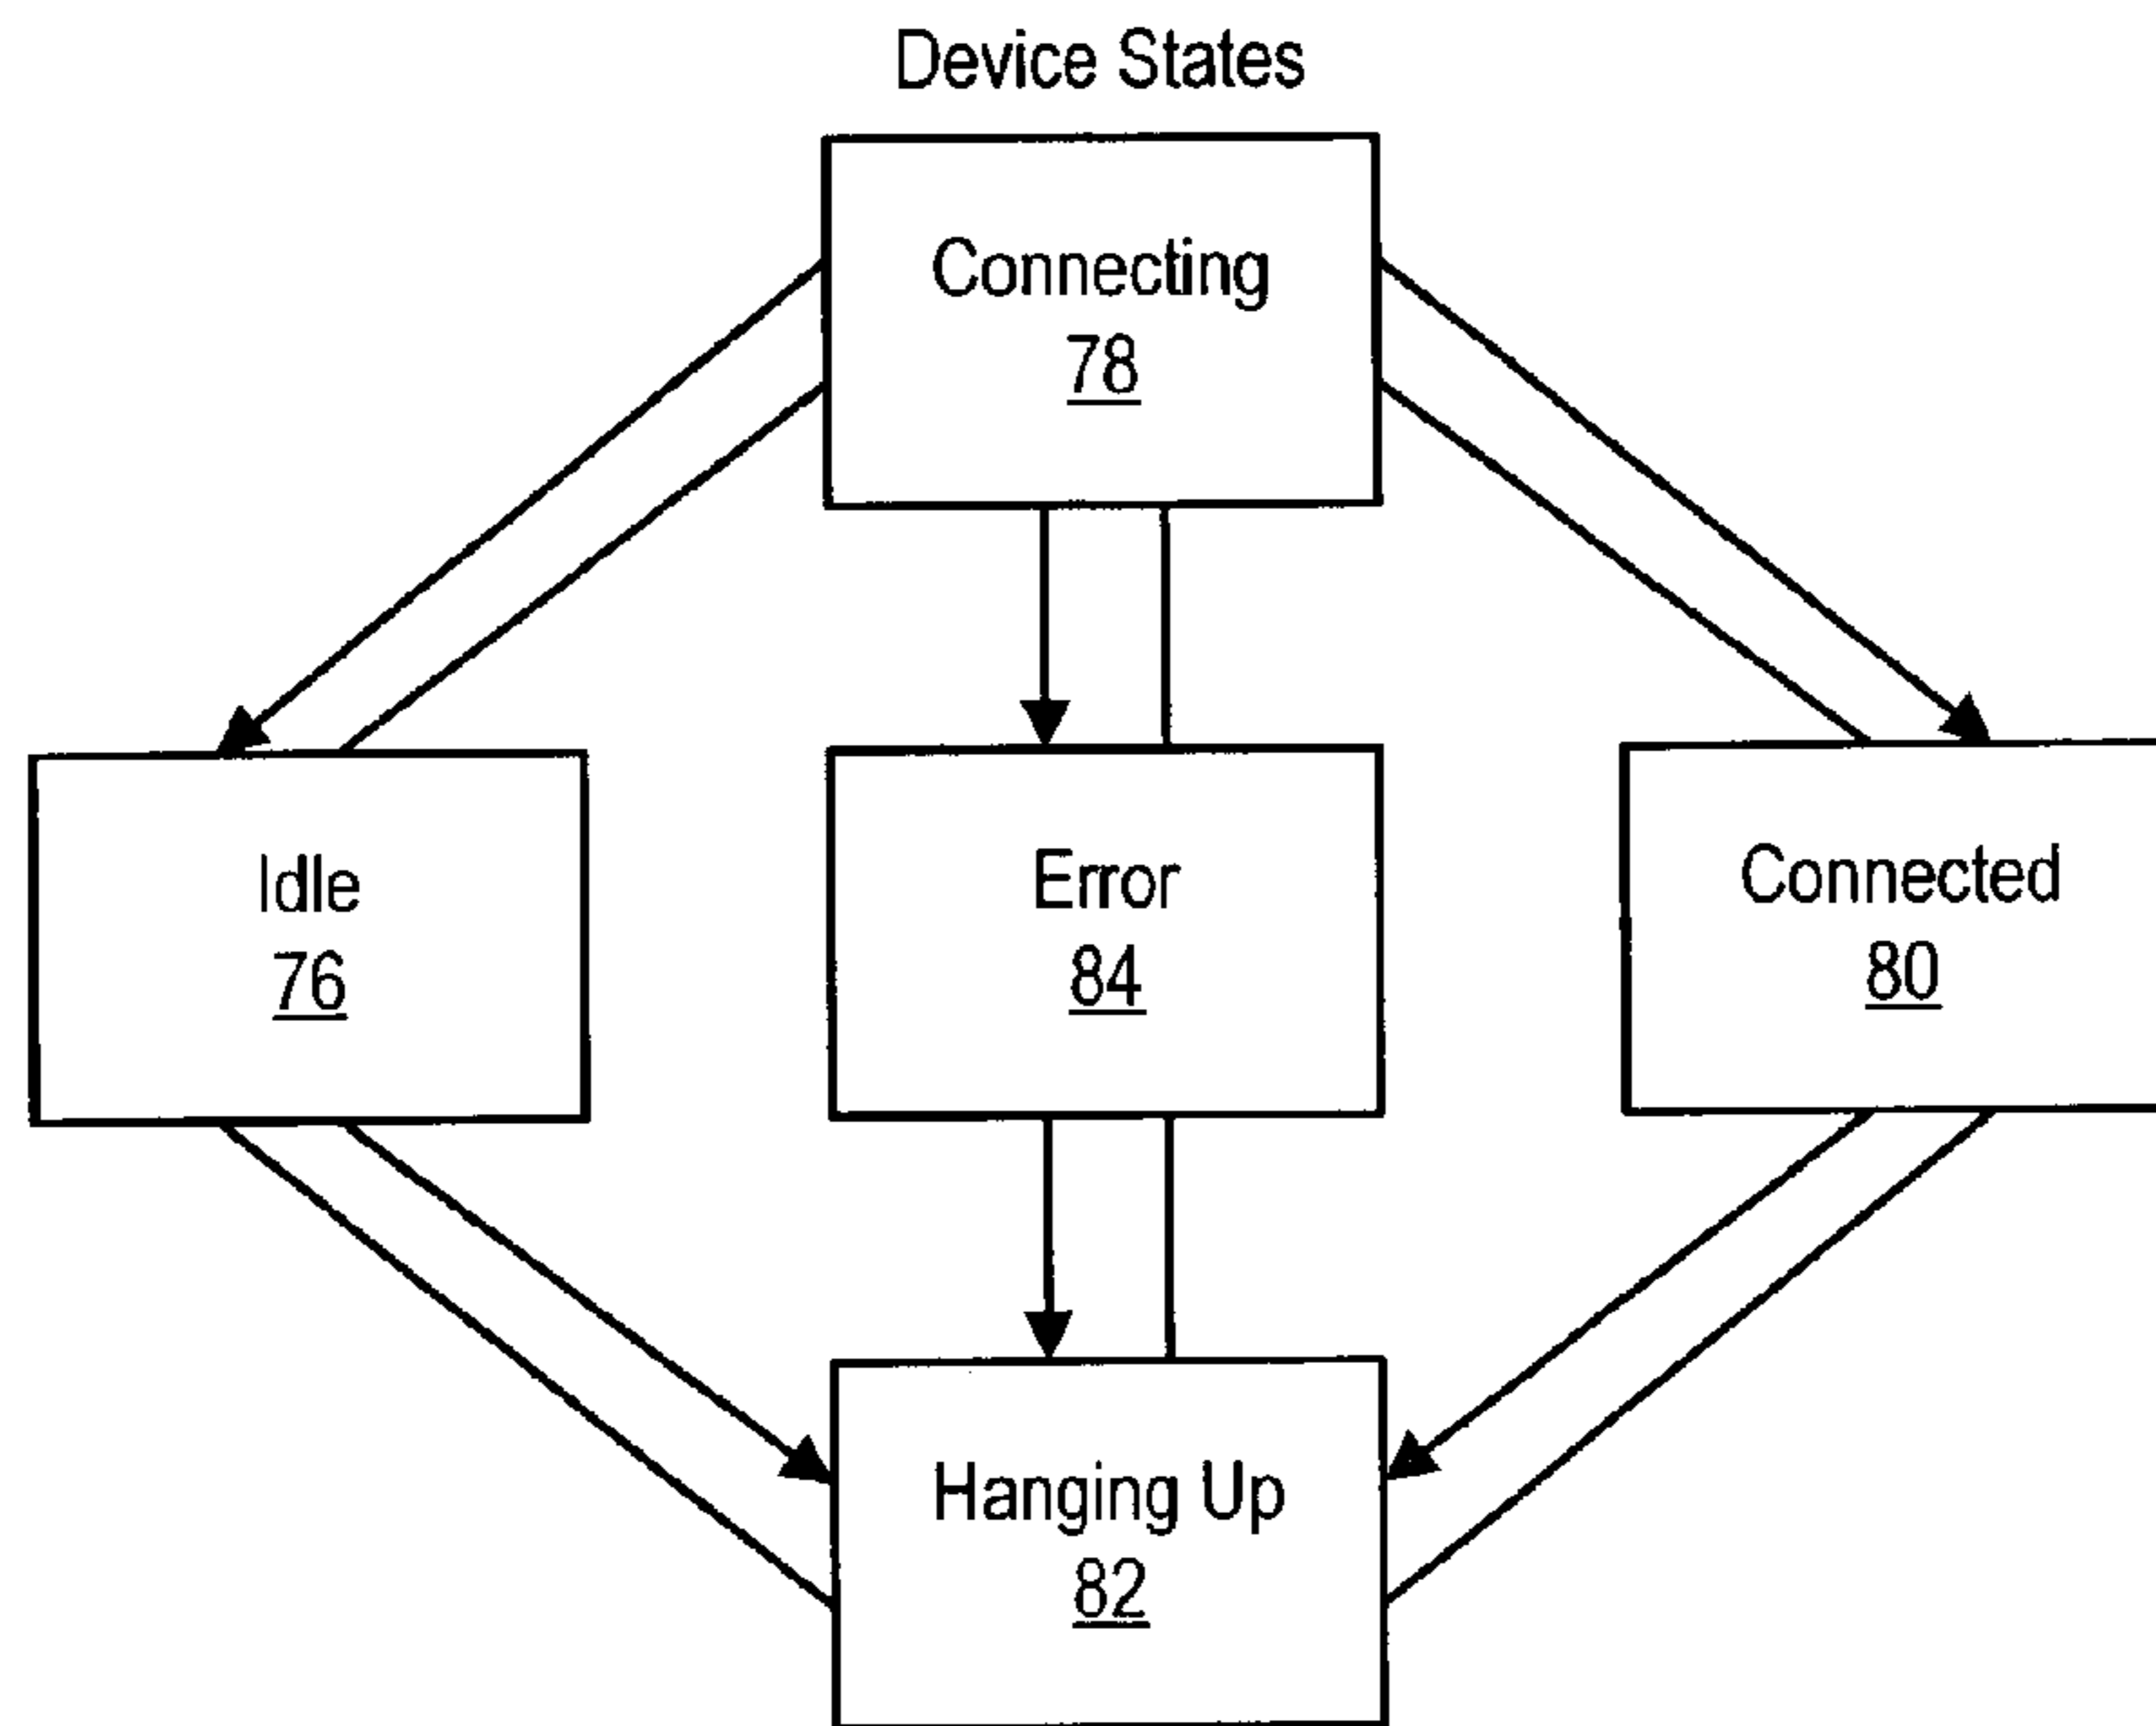 Device States
Connecting
78
Idle
76
Error
84
Connected
80
Hanging Up
82